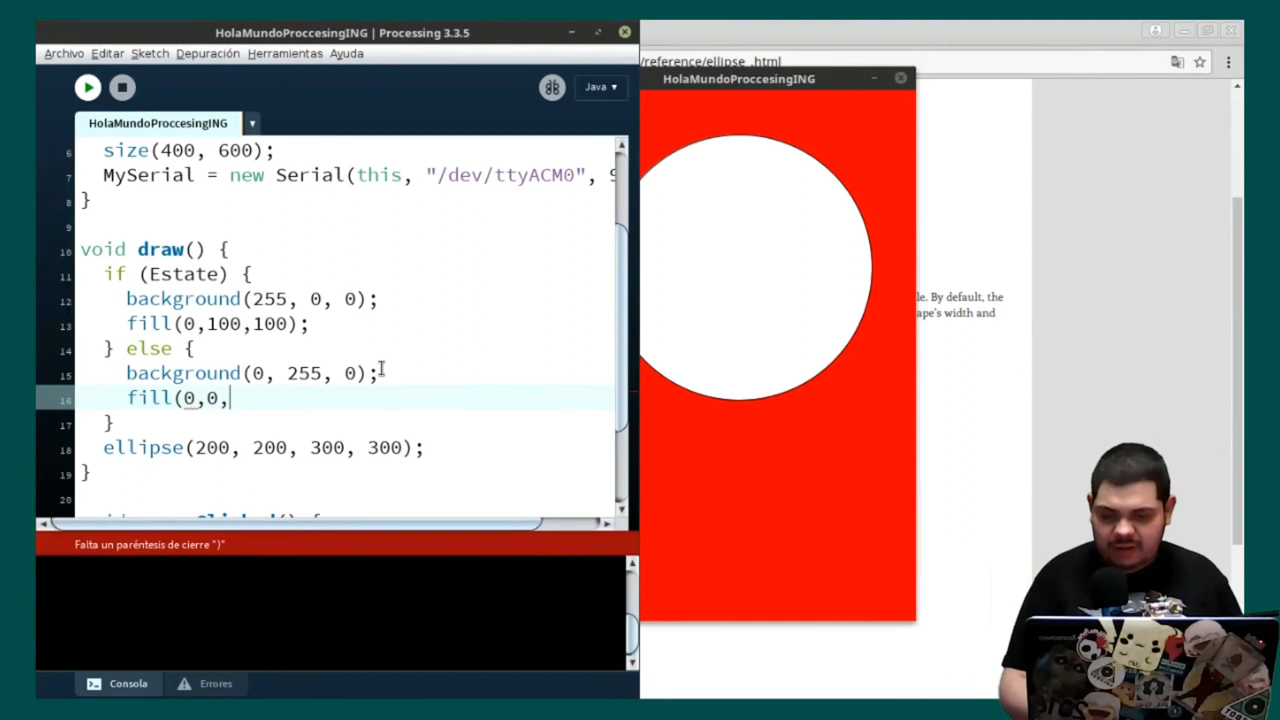 HolaMundoProccesingING | Processing 3.3.5
Archivo Editar Sketch Depuración Herramientas Ayuda
Java
HolaMundoProccesingING
6 size(400, 600);
7 MySerial = new Serial(this, "/dev/ttyACM0", 9
8 }
9
10 void draw() {
11 if (Estate) {
12 background(255, 0, 0);
13 fill(0,100,100);
14 } else {
15 background(0, 255, 0);
16 fill(0,0,
17 }
18 ellipse(200, 200, 300, 300);
19 }
20
Falta un paréntesis de cierre ")"
Consola
Errores
/reference/ellipse_.html
HolaMundoProccesingING
le. By default, the
ape's width and